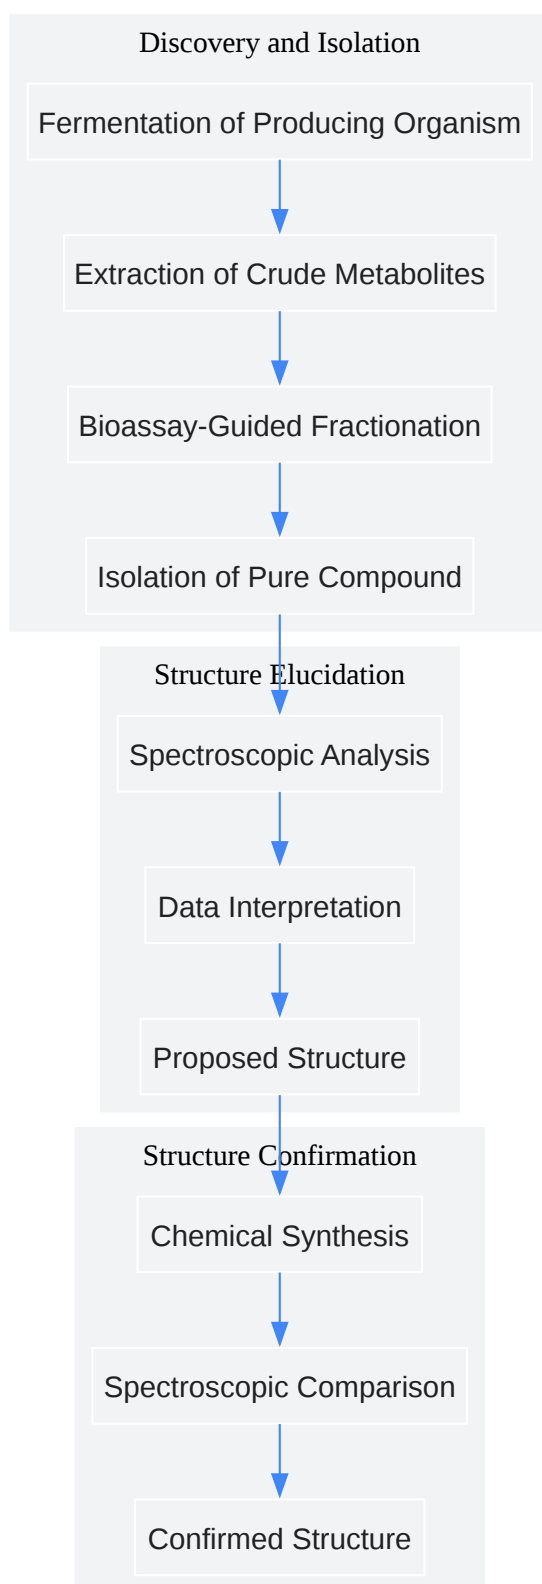 Discovery and Isolation
Fermentation of Producing Organism
Extraction of Crude Metabolites
Bioassay-Guided Fractionation
Isolation of Pure Compound
Structure Elucidation
Spectroscopic Analysis
Data Interpretation
Proposed Structure
Structure Confirmation
Chemical Synthesis
Spectroscopic Comparison
Confirmed Structure